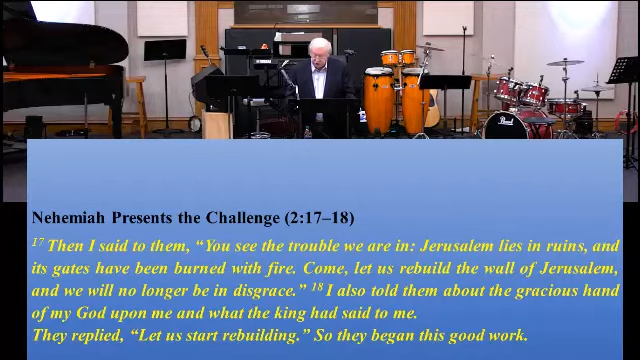 Pearl
Nehemiah Presents the Challenge (2:17–18)
17 Then I said to them, “You see the trouble we are in: Jerusalem lies in ruins, and
its gates have been burned with fire. Come, let us rebuild the wall of Jerusalem,
and we will no longer be in disgrace.” 18 I also told them about the gracious hand
of my God upon me and what the king had said to me.
They replied, “Let us start rebuilding.” So they began this good work.